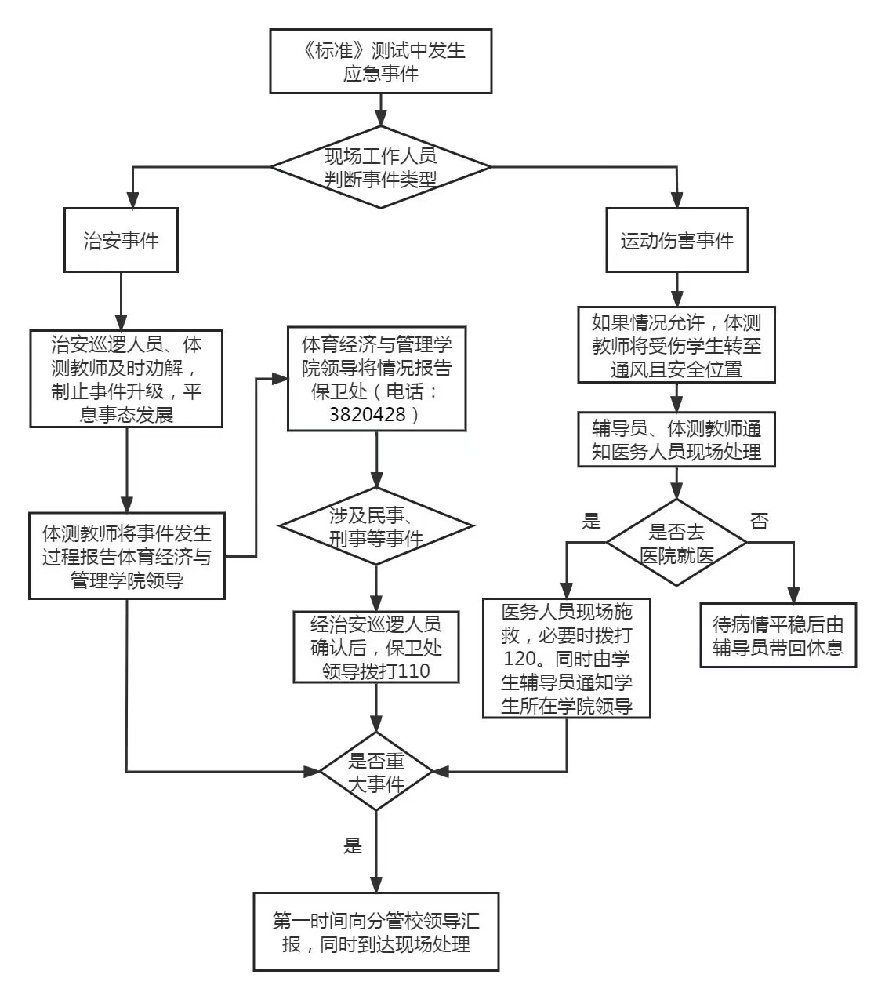 《标准》测试中发生
应急事件
现场工作人员
判断事件类型
治安事件
运动伤害事件
治安巡逻人员、体
测教师及时劝解，
制止事件升级，平
息事态发展
体育经济与管理学
院领导将情况报告
保卫处（电话：
3820428）
如果情况允许，体测
教师将受伤学生转至
通风且安全位置
辅导员、体测教师通
知医务人员现场处理
体测教师将事件发生
过程报告体育经济与
管理学院领导
涉及民事、
刑事等事件
是
是否去
医院就医
否
经治安巡逻人员
确认后，保卫处
领导拨打110
医务人员现场施
救，必要时拨打
120。同时由学
生辅导员通知学
生所在学院领导
待病情平稳后由
辅导员带回休息
是否重
大事件
是
第一时间向分管校领导汇
报，同时到达现场处理